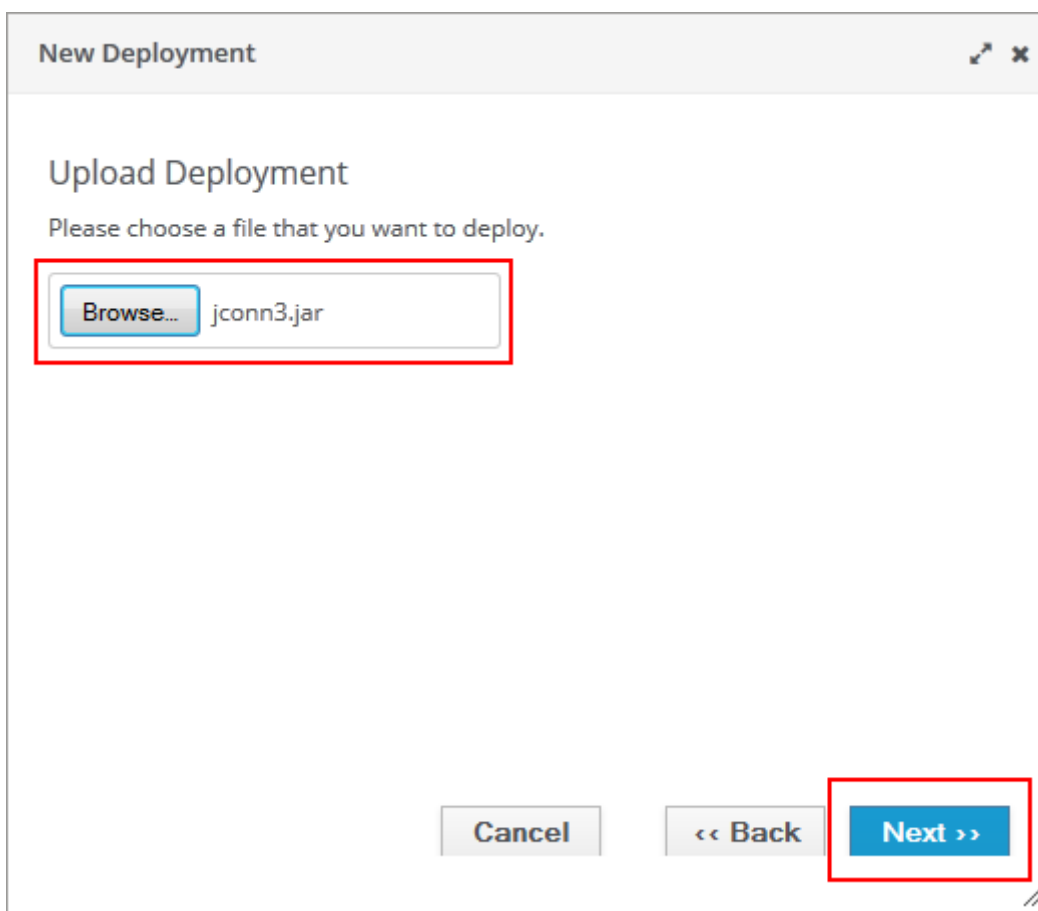 New Deployment
Upload Deployment
Please choose a file that you want to deploy.
Browse... jconn3.jar
Cancel ‹‹ Back Next ››